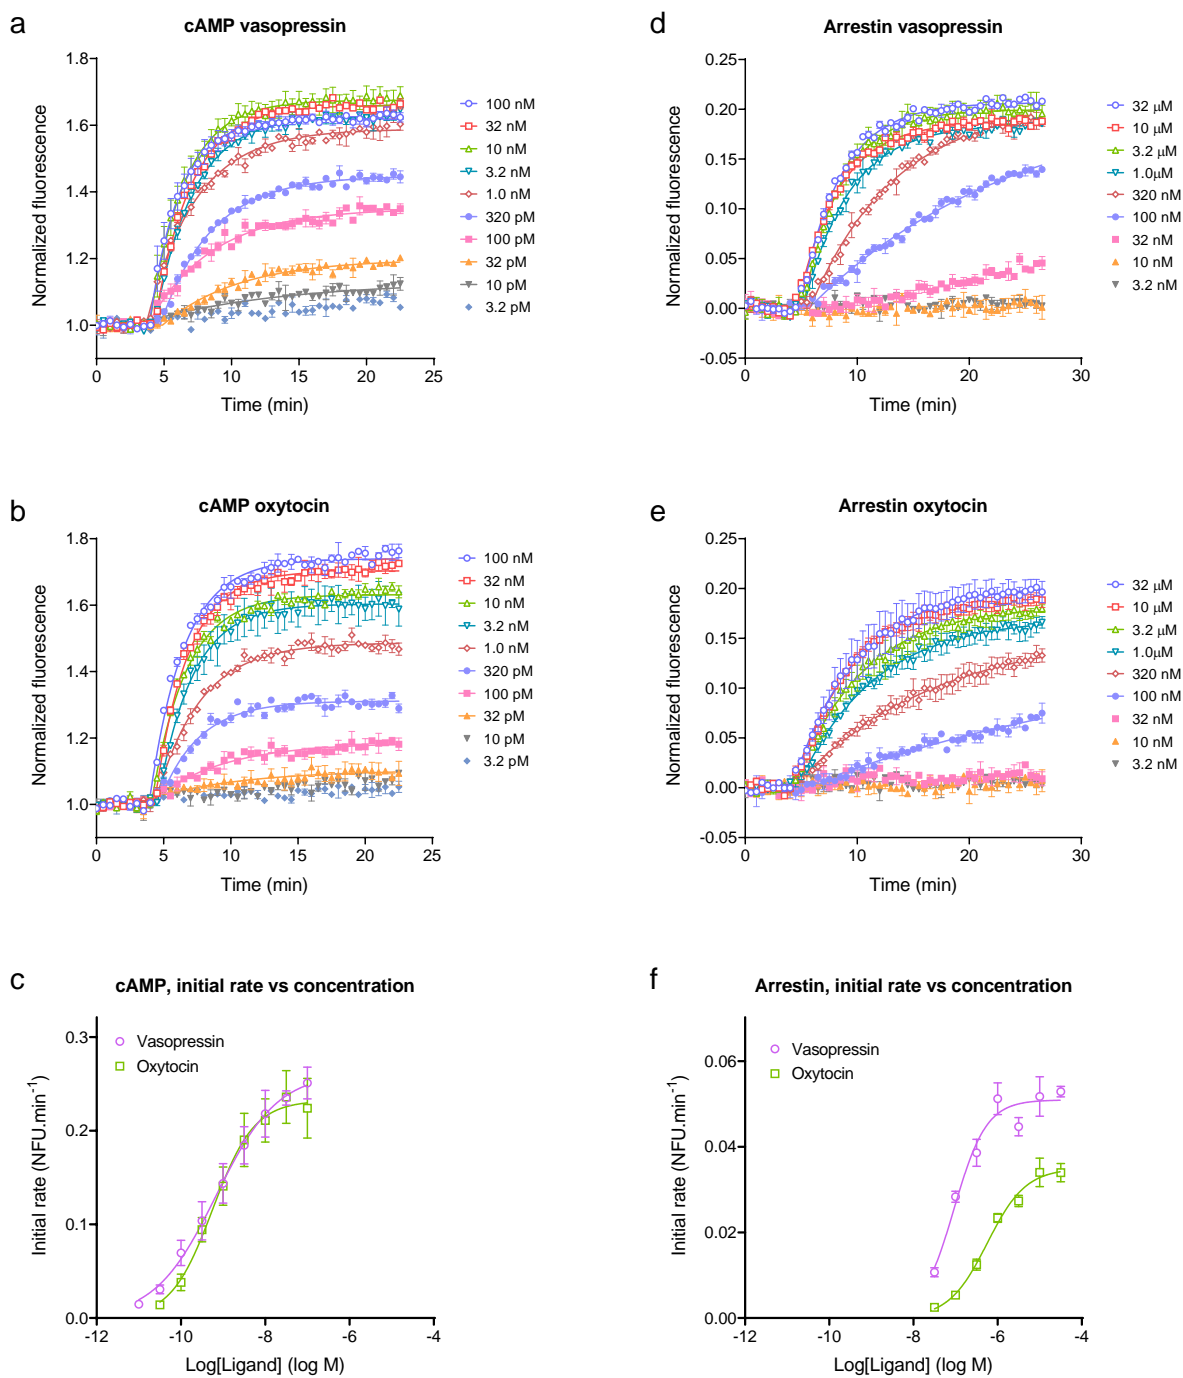 a
cAMP vasopressin
1.8
1.6
1.4
1.2
1.0
Normalized fluorescence
0
5
10
15
20
25
Time (min)
100 nM
32 nM
10 nM
3.2 nM
1.0 nM
320 pM
100 pM
32 pM
10 pM
3.2 pM
d
Arrestin vasopressin
0.25
0.20
0.15
0.10
0.05
0.00
-0.05
Normalized fluorescence
0
10
20
30
Time (min)
32 μM
10 μM
3.2 μM
1.0μM
320 nM
100 nM
32 nM
10 nM
3.2 nM
b
cAMP oxytocin
1.8
1.6
1.4
1.2
1.0
Normalized fluorescence
0
5
10
15
20
25
Time (min)
100 nM
32 nM
10 nM
3.2 nM
1.0 nM
320 pM
100 pM
32 pM
10 pM
3.2 pM
e
Arrestin oxytocin
0.25
0.20
0.15
0.10
0.05
0.00
-0.05
Normalized fluorescence
0
10
20
30
Time (min)
32 μM
10 μM
3.2 μM
1.0μM
320 nM
100 nM
32 nM
10 nM
3.2 nM
c
cAMP, initial rate vs concentration
0.3
0.2
0.1
0.0
Initial rate (NFU.min⁻¹)
Vasopressin
Oxytocin
-12
-10
-8
-6
-4
Log[Ligand] (log M)
f
Arrestin, initial rate vs concentration
0.06
0.04
0.02
0.00
Initial rate (NFU.min⁻¹)
Vasopressin
Oxytocin
-12
-10
-8
-6
-4
Log[Ligand] (log M)